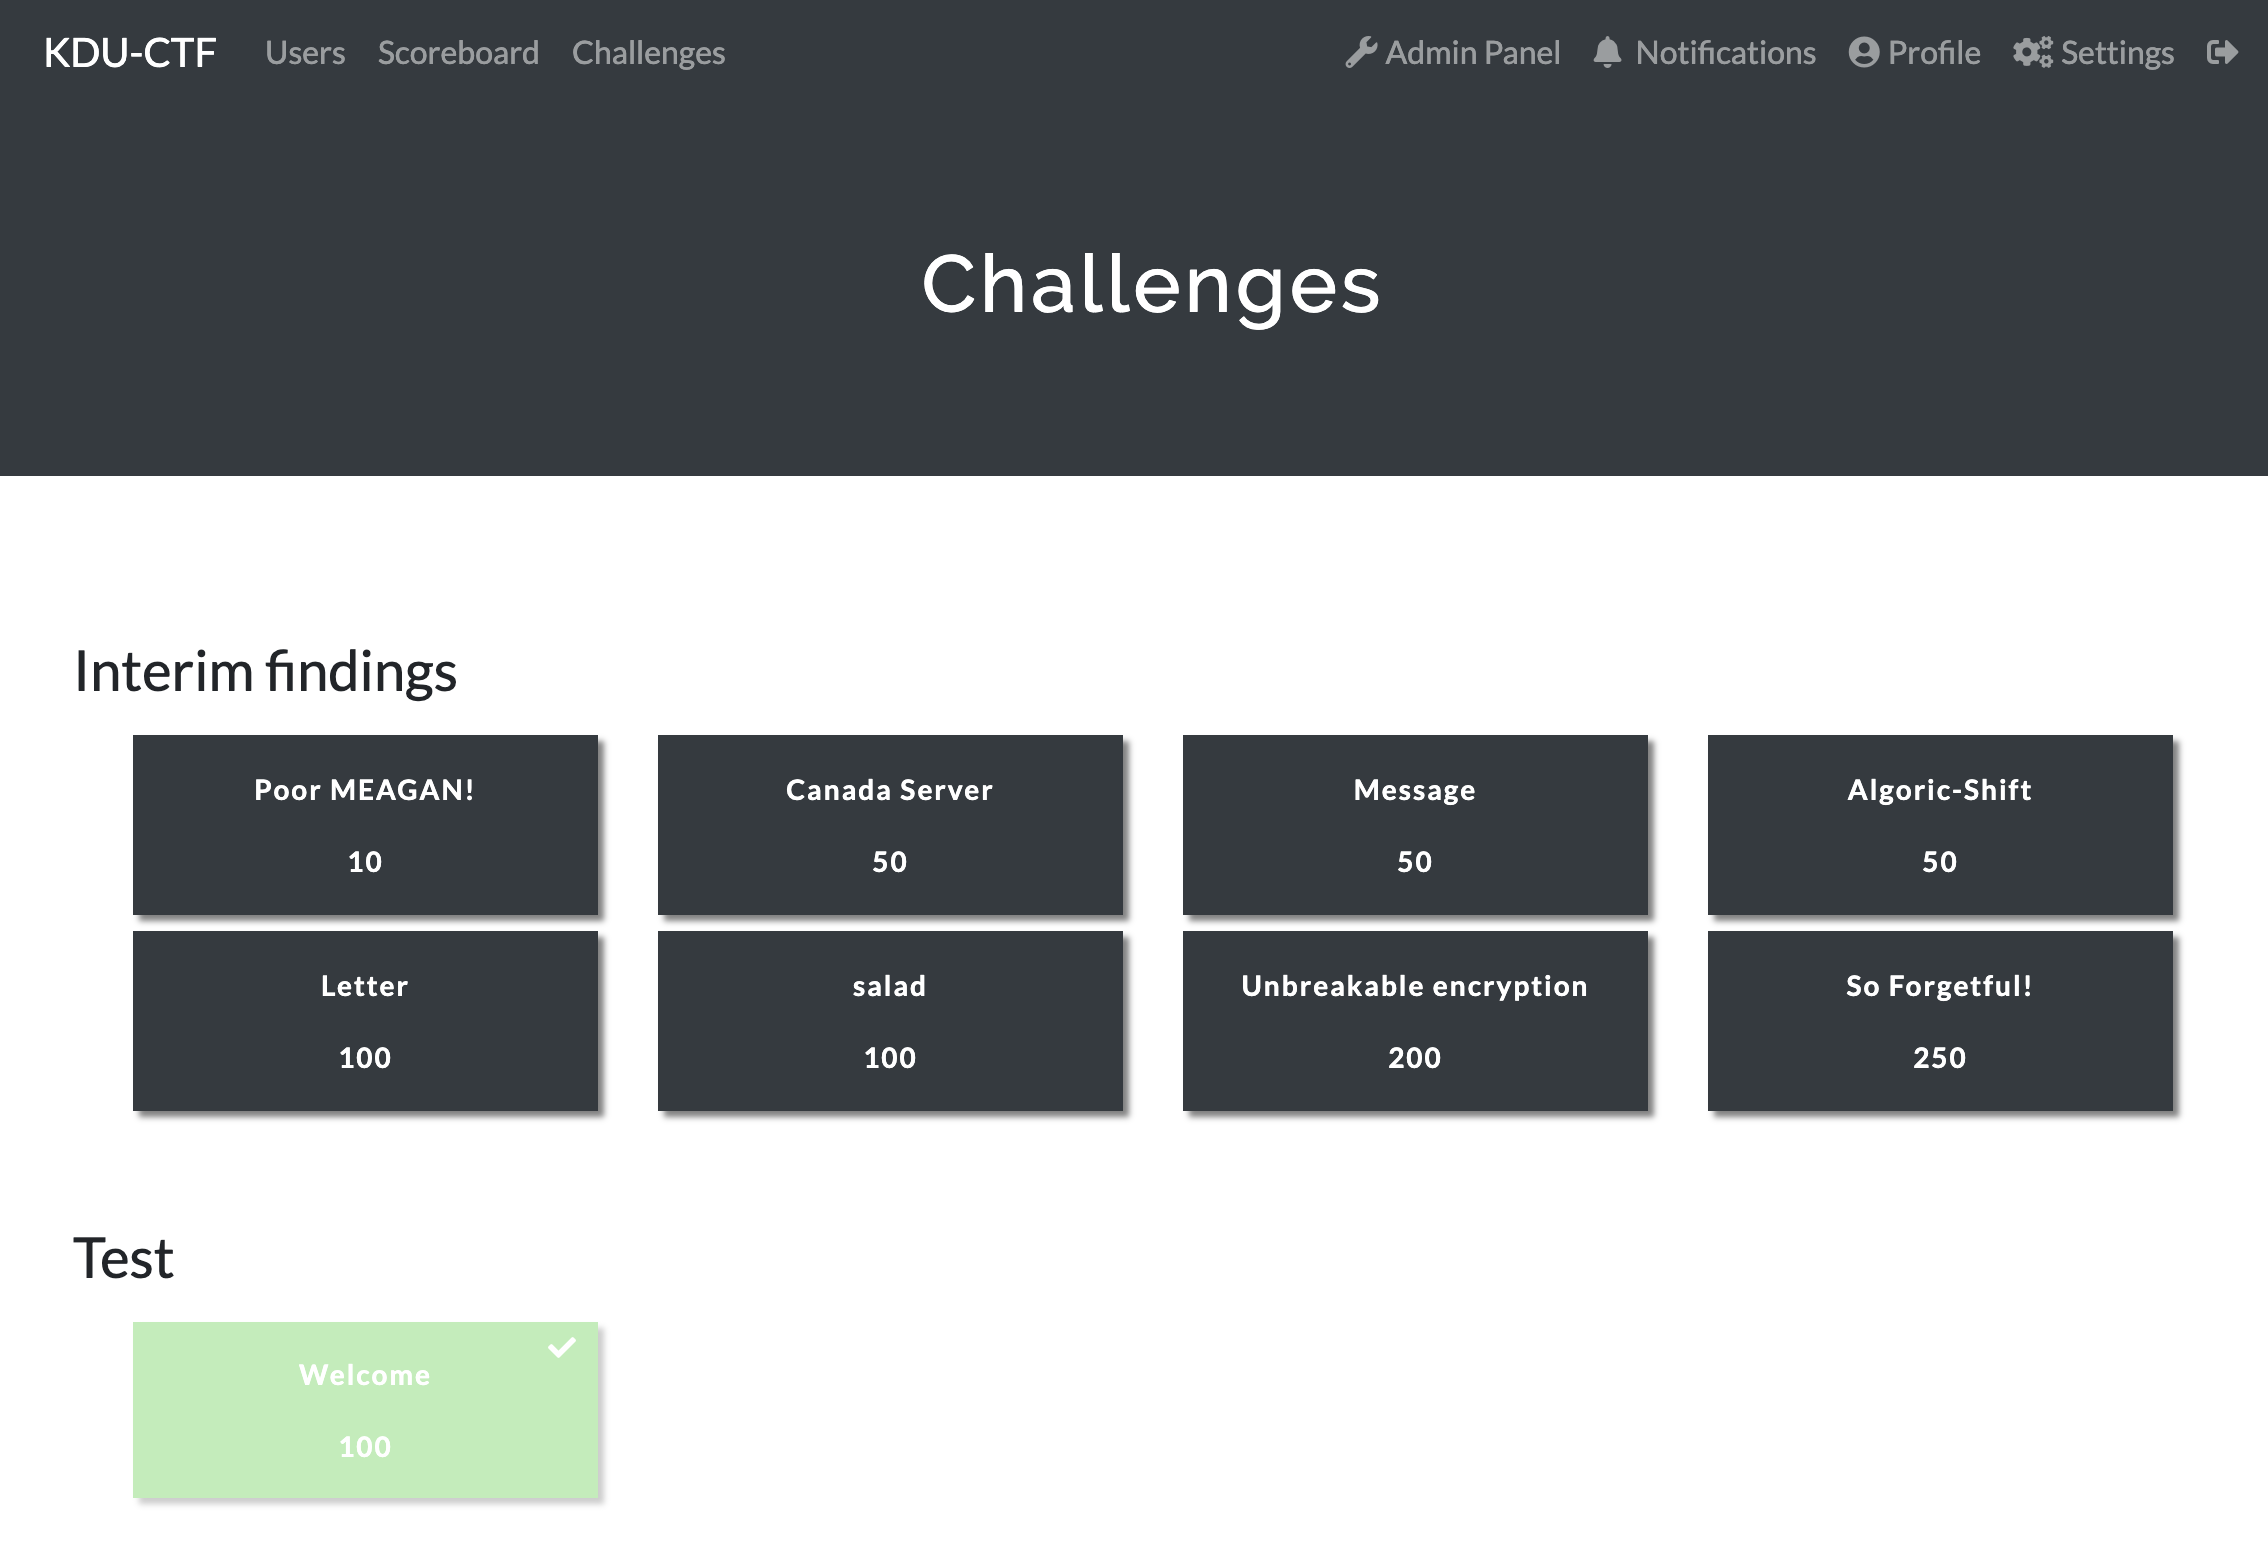 KDU-CTF Users Scoreboard Challenges Admin Panel Notifications Profile Settings
Challenges
Interim findings
Poor MEAGAN! Canada Server Message Algoric-Shift
10 50 50 50
Letter salad Unbreakable encryption So Forgetful!
100 100 200 250
Test
Welcome
100